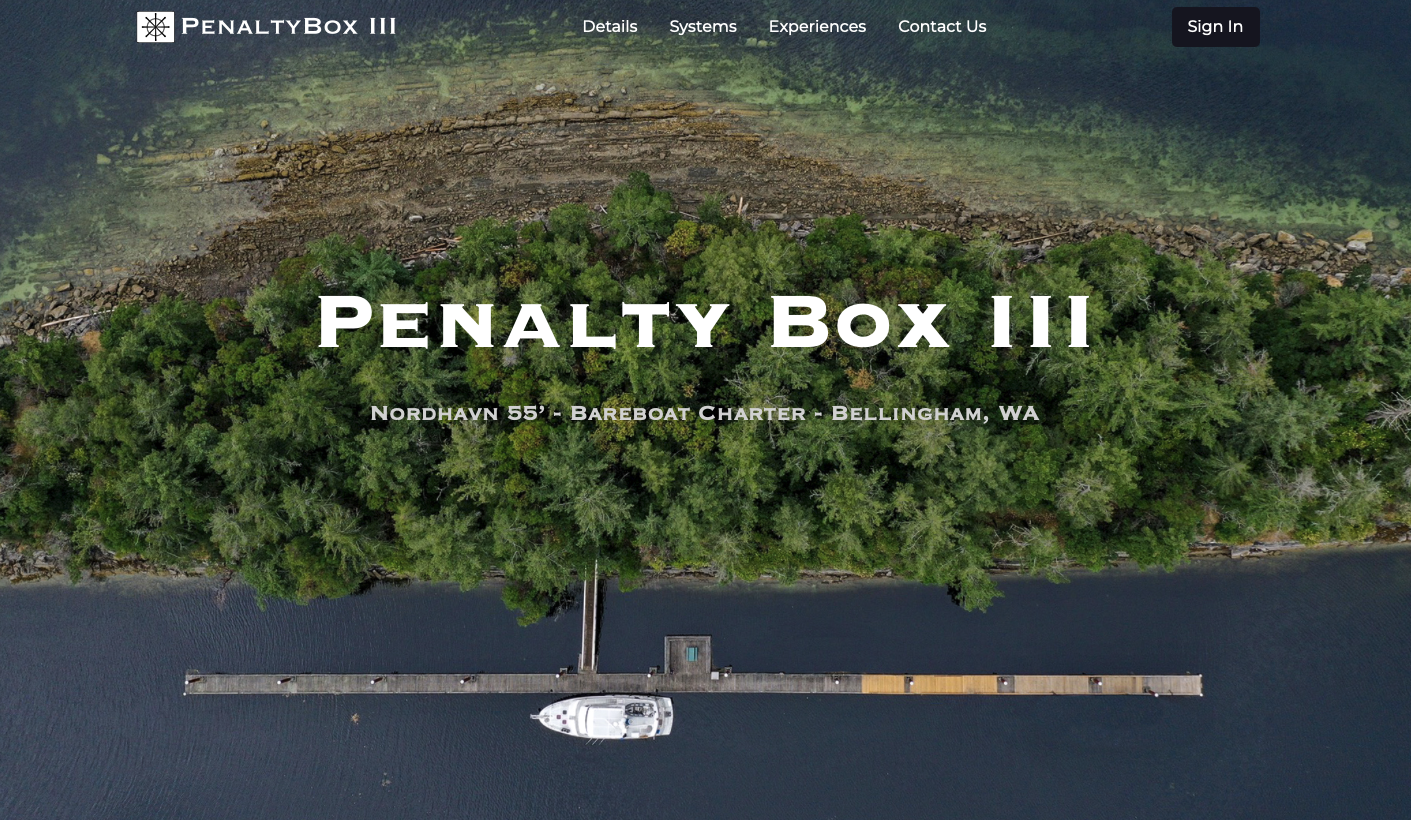 PenaltyBox III
Details Systems Experiences Contact Us
Sign In
Penalty Box III
Nordhavn 55’ - Bareboat Charter - Bellingham, WA